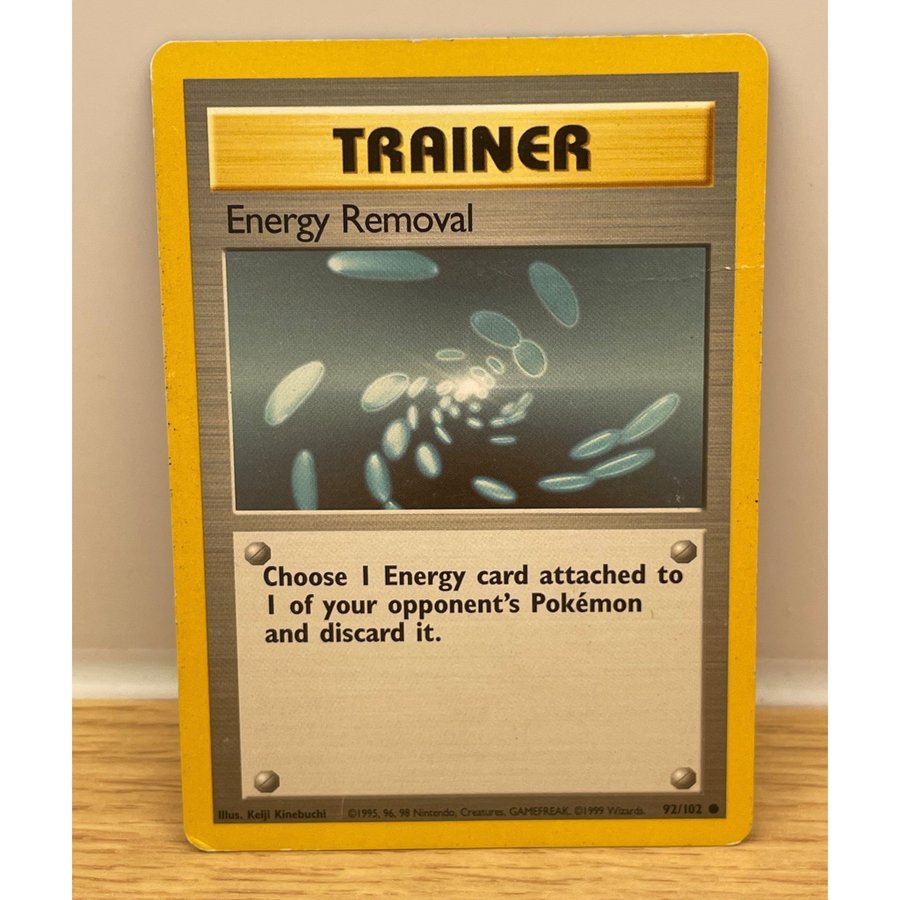 TRAINER
Energy Removal
Choose 1 Energy card attached to
1 of your opponent's Pokémon
and discard it.
Illus. Keiji Kinebuchi ©1995, 96, 98 Nintendo, Creatures, GAMEFREAK. ©1999 Wizards. 92/102 ●